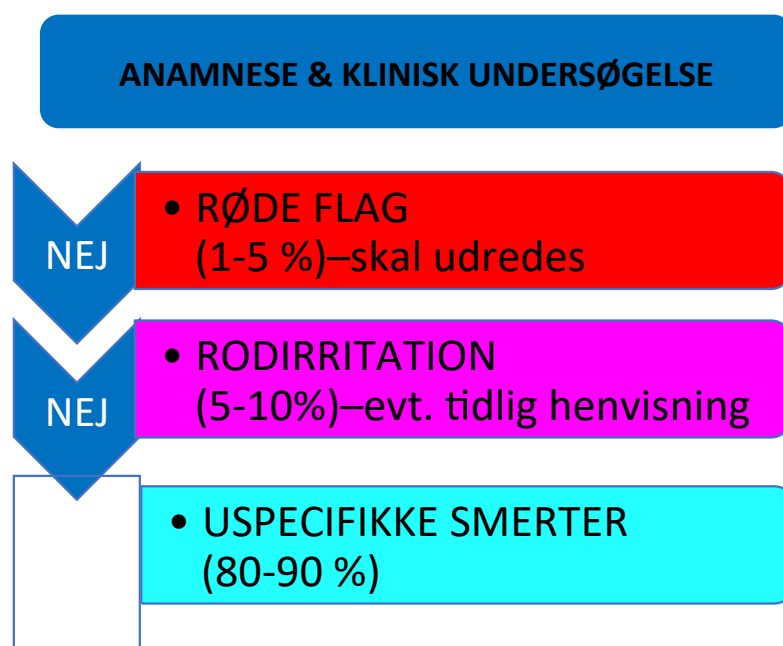 ANAMNESE & KLINISK UNDERSØGELSE
NEJ
• RØDE FLAG
(1-5 %)–skal udredes
NEJ
• RODIRRITATION
(5-10%)–evt. tidlig henvisning
• USPECIFIKKE SMERTER
(80-90 %)